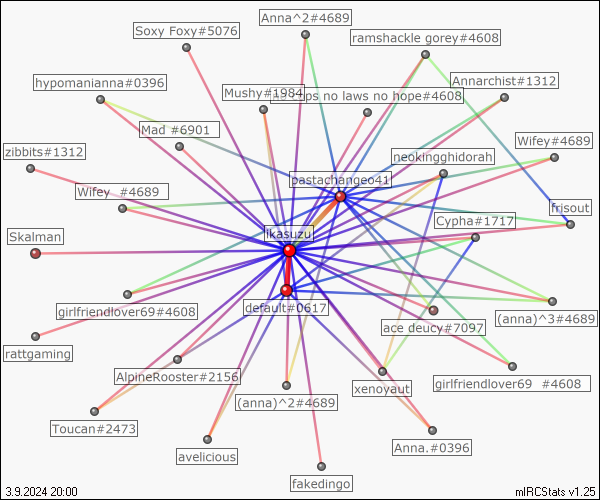 Anna^2#4689
Soxy Foxy#5076
ramshackle gorey#4608
hypomanianna#0396
Annarchist#1312
Mushy#1984
ps no laws no hope#4608
Mad #6901
Wifey#4689
zibbits#1312
neokingghidorah
pastachangeo41
Wifey #4689
frisout
Cypha#1717
Skalman
likasuzu
girlfriendlover69#4608
default#0617
(anna)^3#4689
ace deucy#7097
rattgaming
AlpineRooster#2156
girlfriendlover69 #4608
xenoyaut
(anna)^2#4689
Toucan#2473
Anna.#0396
avelicious
fakedingo
3.9.2024 20:00
mIRCStats v1.25